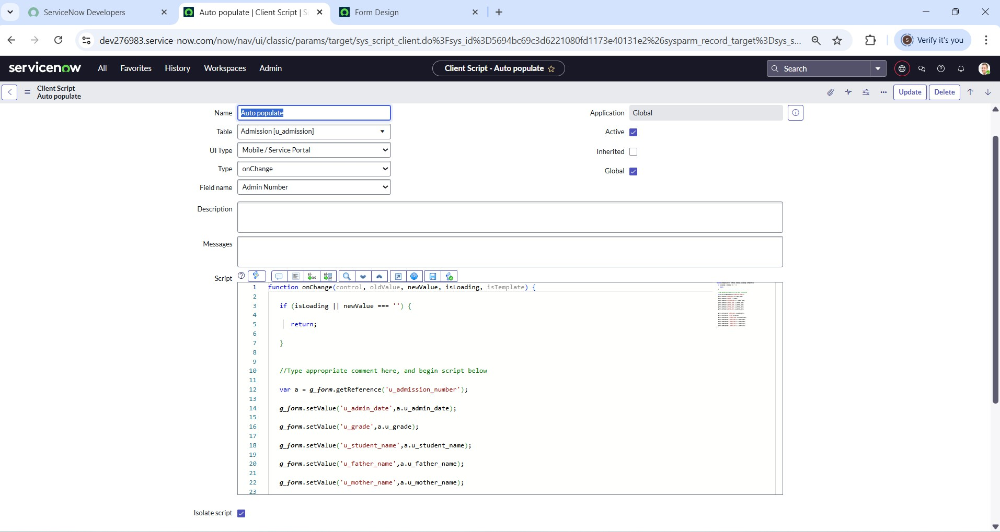 ServiceNow Developers
Auto populate | Client Script | S
Form Design
dev276983.service-now.com/now/nav/ui/classic/params/target/sys_script_client.do%3Fsys_id%3D5694bc69c3d6221080fd1173e40131e2%26sysparm_record_target%3Dsys_s...
S
Verify it's you
servicenow
All
Favorites
History
Workspaces
Admin
Client Script - Auto populate
Search
Client Script
Auto populate
Update
Delete
Name
Auto populate
Application
Global
Table
Admission [u_admission]
Active
UI Type
Mobile / Service Portal
Inherited
Type
onChange
Global
Field name
Admin Number
Description
Messages
Script
1 function onChange(control, oldValue, newValue, isLoading, isTemplate) {
2
3 if (isLoading || newValue === '') {
4
5 return;
6
7 }
8
9
10 //Type appropriate comment here, and begin script below
11
12 var a = g_form.getReference('u_admission_number');
13
14 g_form.setValue('u_admin_date',a.u_admin_date);
15
16 g_form.setValue('u_grade',a.u_grade);
17
18 g_form.setValue('u_student_name',a.u_student_name);
19
20 g_form.setValue('u_father_name',a.u_father_name);
21
22 g_form.setValue('u_mother_name',a.u_mother_name);
23
Isolate script